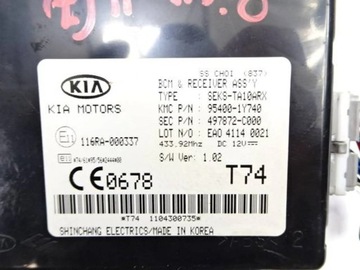 SS CHOI (837)
KIA
BCM & RECEIVER ASS'Y
KIA MOTORS
TYPE : SEKS-TA10ARX
KMC P/N : 95400-1Y740
SEC P/N : 497872-C000
E11 116RA-000337
LOT NO : EAO 4114 0021
433.92MHz DC 12V
S/W Ver: 1.02
CE0678
T74
*T74 1104300735*
SHINCHANG ELECTRICS/MADE IN KOREA